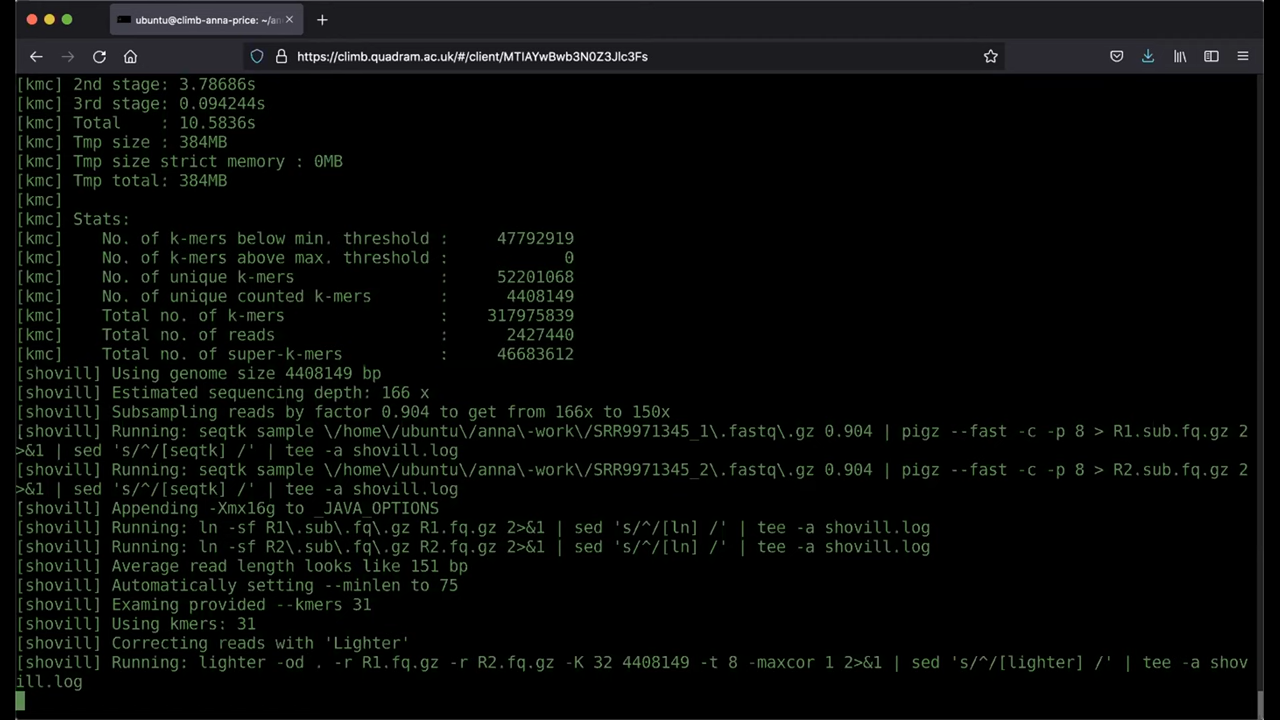 ubuntu@climb-anna-price: ~/an
https://climb.quadram.ac.uk/#/client/MTIAYwBwb3N0Z3Jlc3Fs
[kmc] 2nd stage: 3.78686s
[kmc] 3rd stage: 0.094244s
[kmc] Total    : 10.5836s
[kmc] Tmp size : 384MB
[kmc] Tmp size strict memory : 0MB
[kmc] Tmp total: 384MB
[kmc]
[kmc] Stats:
[kmc]    No. of k-mers below min. threshold :     47792919
[kmc]    No. of k-mers above max. threshold :            0
[kmc]    No. of unique k-mers               :     52201068
[kmc]    No. of unique counted k-mers       :      4408149
[kmc]    Total no. of k-mers                :    317975839
[kmc]    Total no. of reads                 :      2427440
[kmc]    Total no. of super-k-mers          :     46683612
[shovill] Using genome size 4408149 bp
[shovill] Estimated sequencing depth: 166 x
[shovill] Subsampling reads by factor 0.904 to get from 166x to 150x
[shovill] Running: seqtk sample \/home\/ubuntu\/anna\-work\/SRR9971345_1\.fastq\.gz 0.904 | pigz --fast -c -p 8 > R1.sub.fq.gz 2
>&1 | sed 's/^/[seqtk] /' | tee -a shovill.log
[shovill] Running: seqtk sample \/home\/ubuntu\/anna\-work\/SRR9971345_2\.fastq\.gz 0.904 | pigz --fast -c -p 8 > R2.sub.fq.gz 2
>&1 | sed 's/^/[seqtk] /' | tee -a shovill.log
[shovill] Appending -Xmx16g to _JAVA_OPTIONS
[shovill] Running: ln -sf R1\.sub\.fq\.gz R1.fq.gz 2>&1 | sed 's/^/[ln] /' | tee -a shovill.log
[shovill] Running: ln -sf R2\.sub\.fq\.gz R2.fq.gz 2>&1 | sed 's/^/[ln] /' | tee -a shovill.log
[shovill] Average read length looks like 151 bp
[shovill] Automatically setting --minlen to 75
[shovill] Examing provided --kmers 31
[shovill] Using kmers: 31
[shovill] Correcting reads with 'Lighter'
[shovill] Running: lighter -od . -r R1.fq.gz -r R2.fq.gz -K 32 4408149 -t 8 -maxcor 1 2>&1 | sed 's/^/[lighter] /' | tee -a shov
ill.log